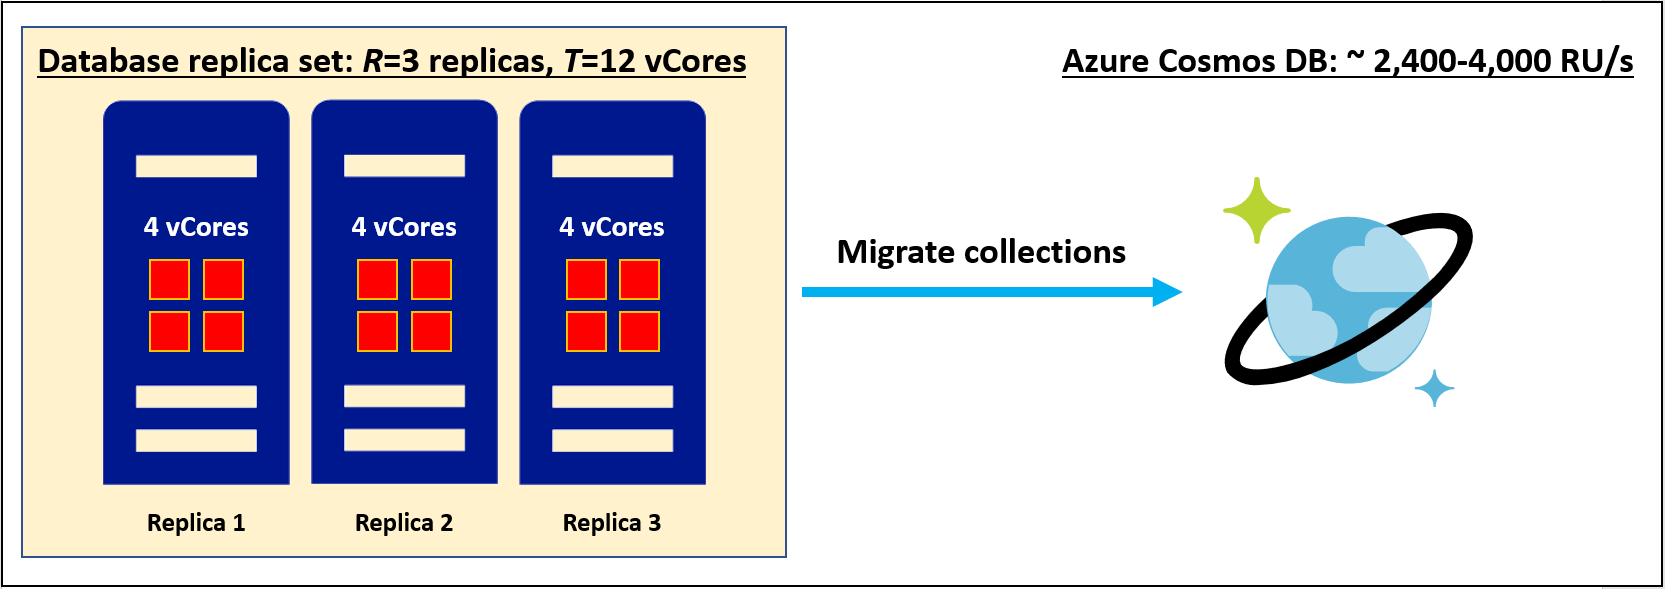 Database replica set: R=3 replicas, T=12 vCores
Azure Cosmos DB: ~ 2,400-4,000 RU/s
4 vCores
4 vCores
4 vCores
Migrate collections
Replica 1
Replica 2
Replica 3